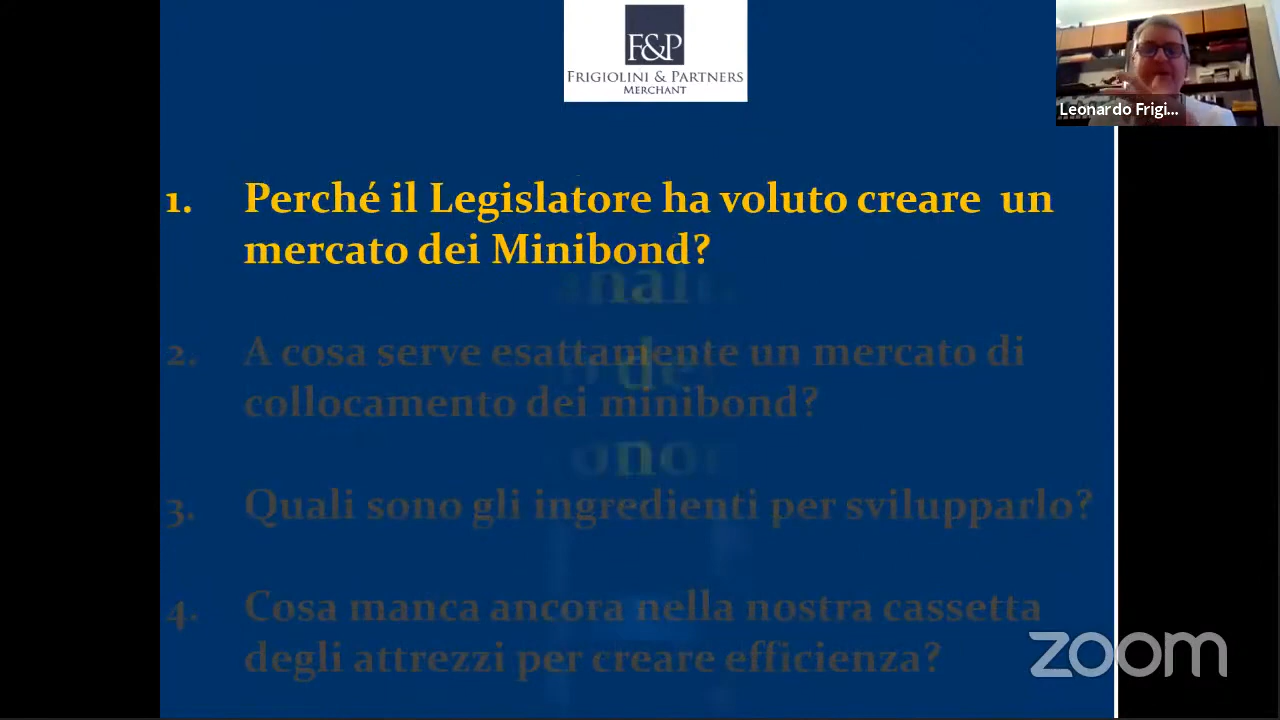 F&P
FRIGIOLINI & PARTNERS
MERCHANT
Leonardo Frigi...
1. Perché il Legislatore ha voluto creare un
mercato dei Minibond?
2. A cosa serve esattamente un mercato di
collocamento dei minibond?
3. Quali sono gli ingredienti per svilupparlo?
4. Cosa manca ancora nella nostra cassetta
degli attrezzi per creare efficienza?
zoom